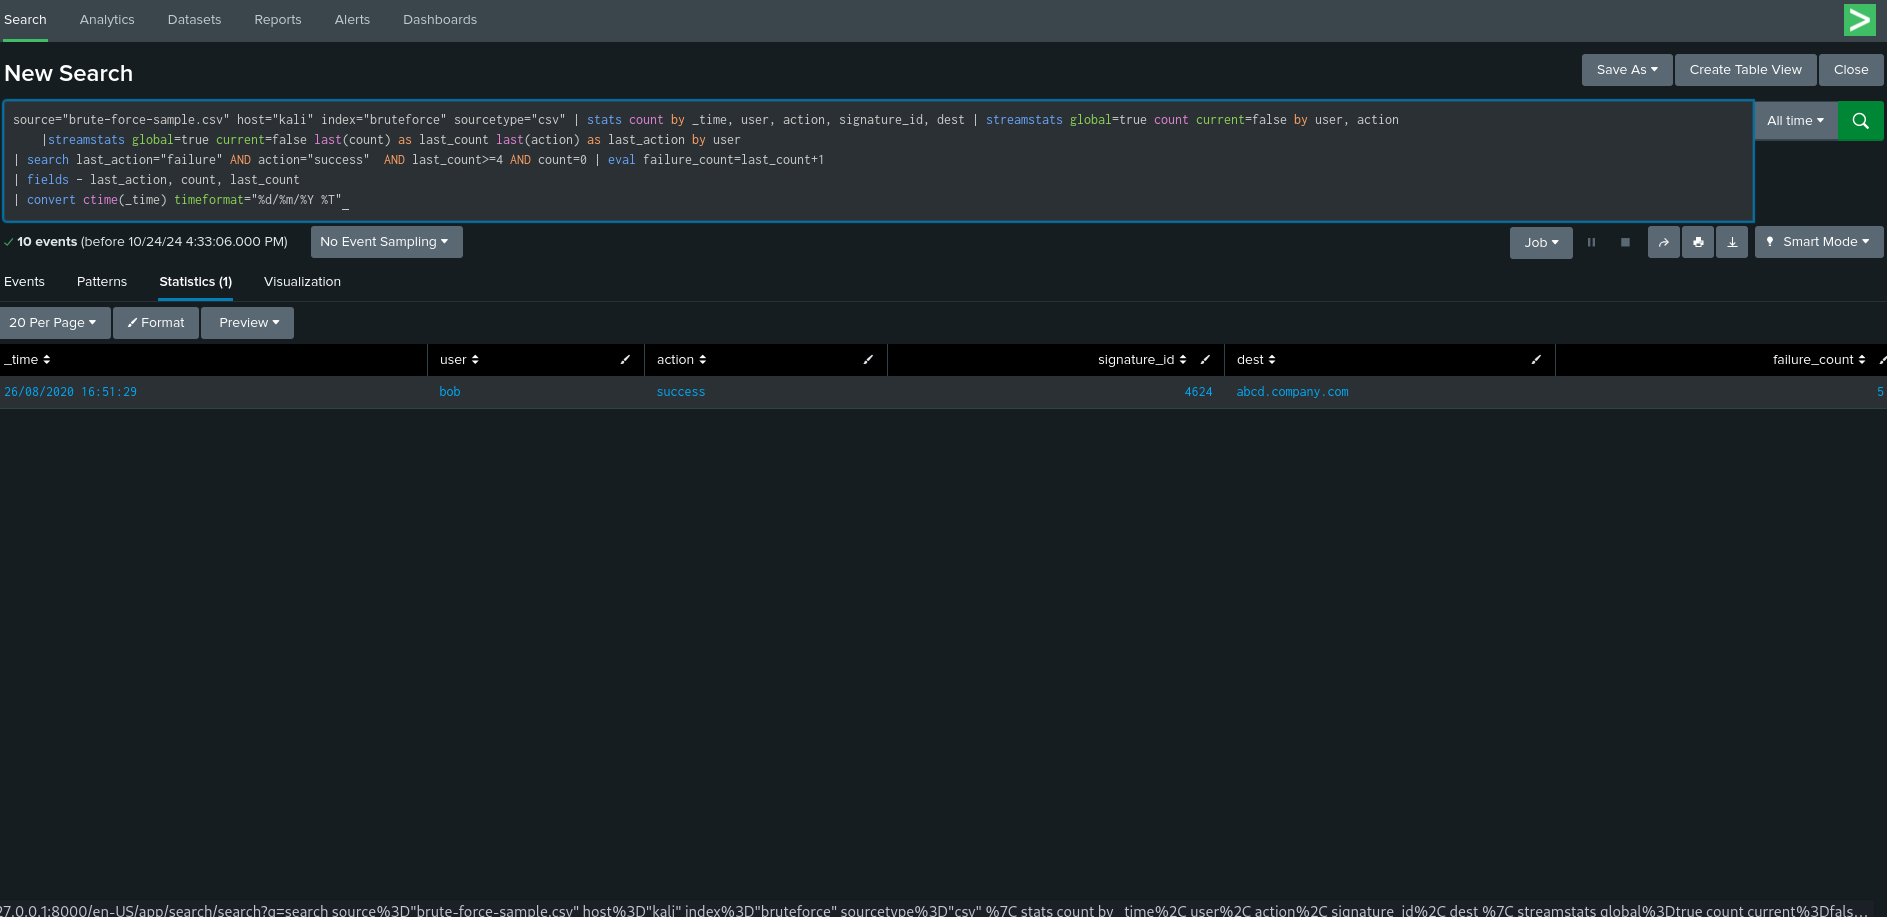 Search Analytics Datasets Reports Alerts Dashboards
New Search
Save As Create Table View Close
source="brute-force-sample.csv" host="kali" index="bruteforce" sourcetype="csv" | stats count by _time, user, action, signature_id, dest | streamstats global=true count current=false by user, action
|streamstats global=true current=false last(count) as last_count last(action) as last_action by user
| search last_action="failure" AND action="success"  AND last_count>=4 AND count=0 | eval failure_count=last_count+1
| fields - last_action, count, last_count
| convert ctime(_time) timeformat="%d/%m/%Y %T"_
All time
10 events (before 10/24/24 4:33:06.000 PM)
No Event Sampling
Job
Smart Mode
Events Patterns Statistics (1) Visualization
20 Per Page Format Preview
_time user action signature_id dest failure_count
26/08/2020 16:51:29 bob success 4624 abcd.company.com 5
27.0.0.1:8000/en-US/app/search/search?q=search source%3D"brute-force-sample.csv" host%3D"kali" index%3D"bruteforce" sourcetype%3D"csv" %7C stats count by _time%2C user%2C action%2C signature_id%2C dest %7C streamstats global%3Dtrue count current%3Dfals...